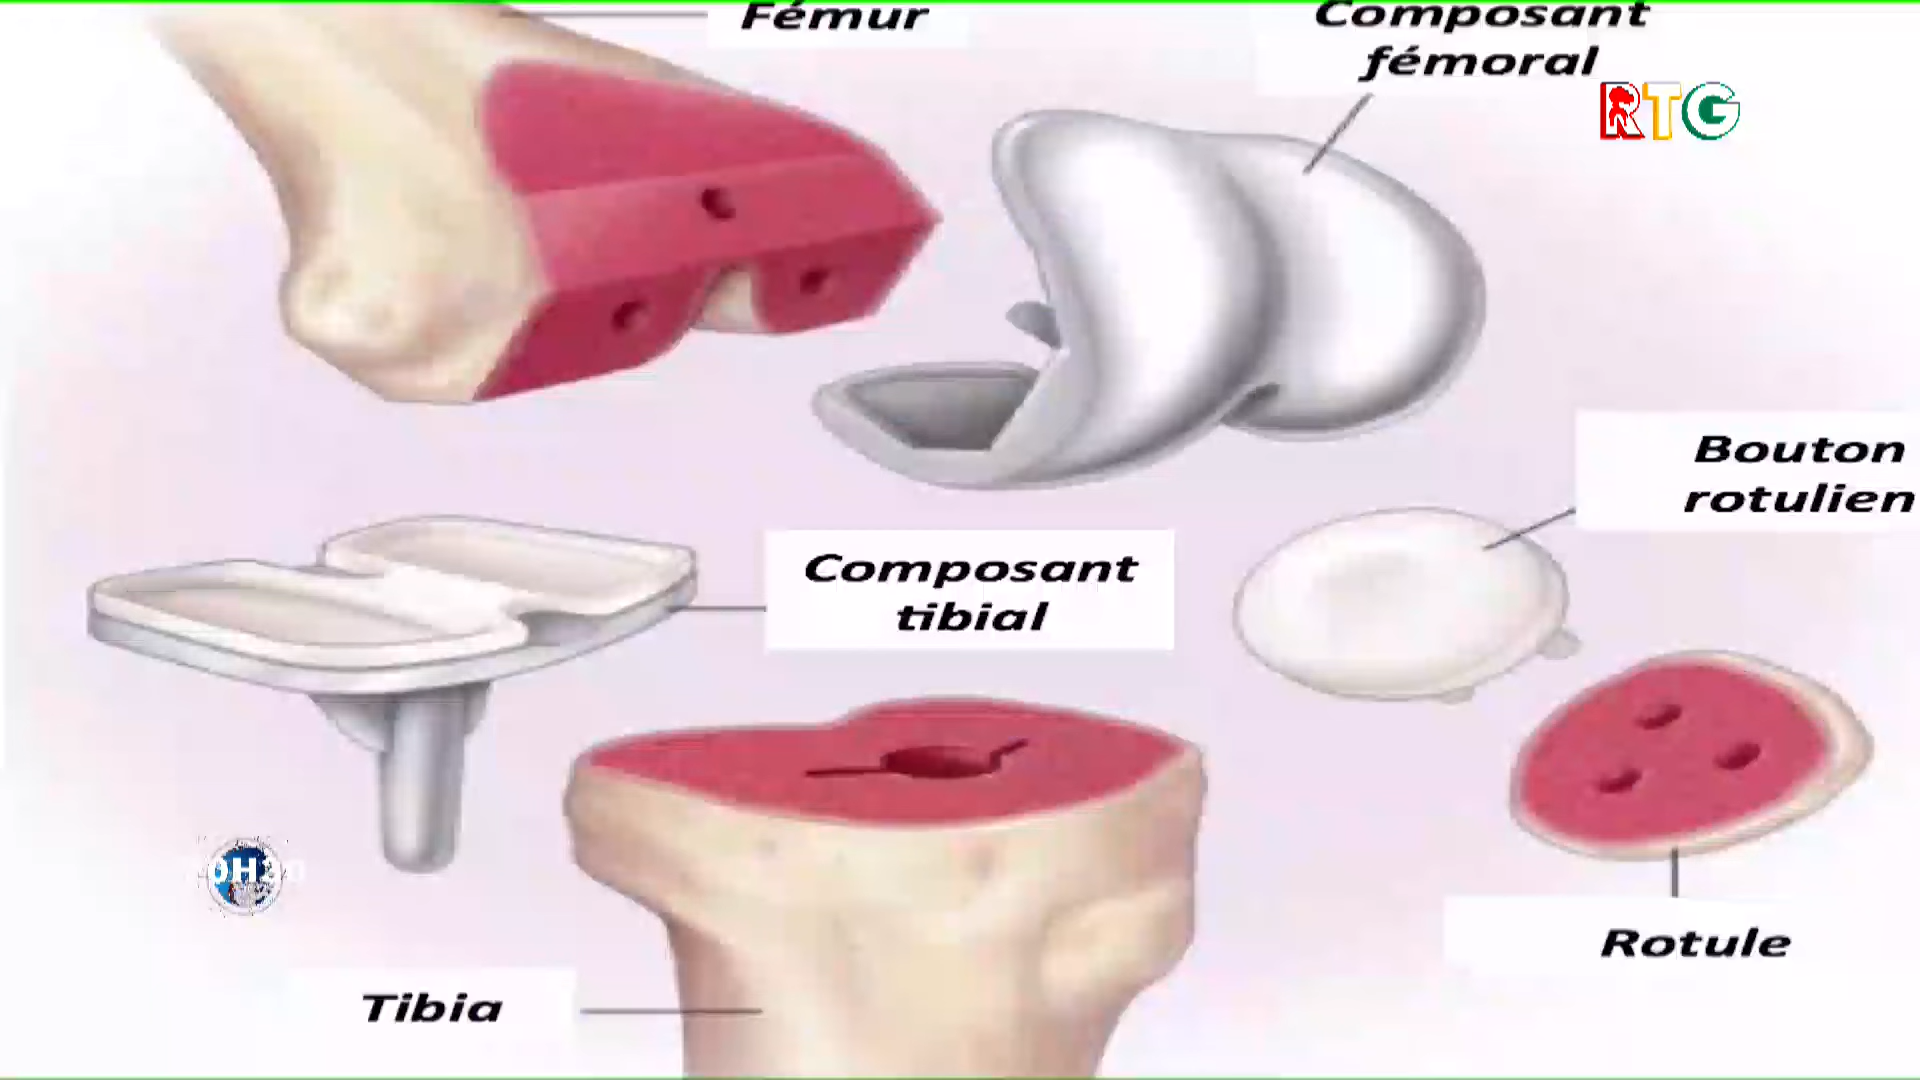 Fémur
Composant
fémoral
RTG
Bouton
rotulien
Composant
tibial
Rotule
Tibia